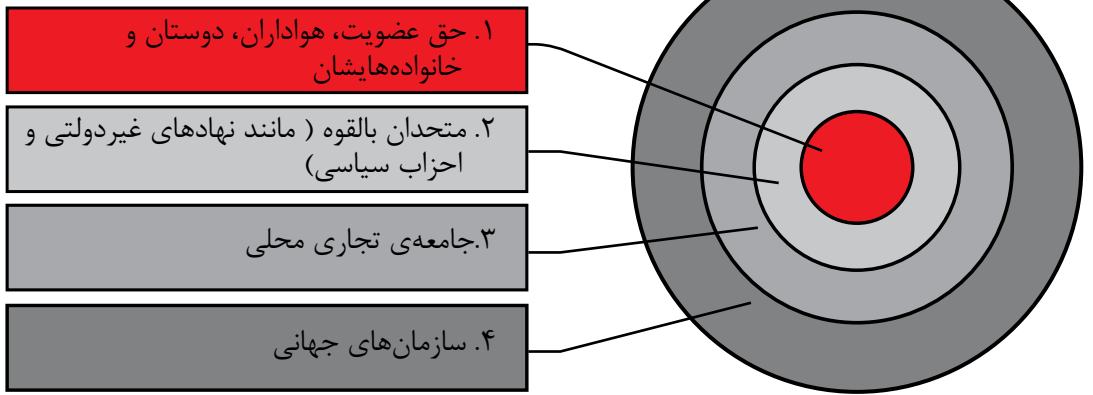 ۱. حق عضویت، هواداران، دوستان و
خانواده‌هایشان
۲. متحدان بالقوه ( مانند نهادهای غیردولتی و
احزاب سیاسی)
۳.جامعه‌ی تجاری محلی
۴. سازمان‌های جهانی